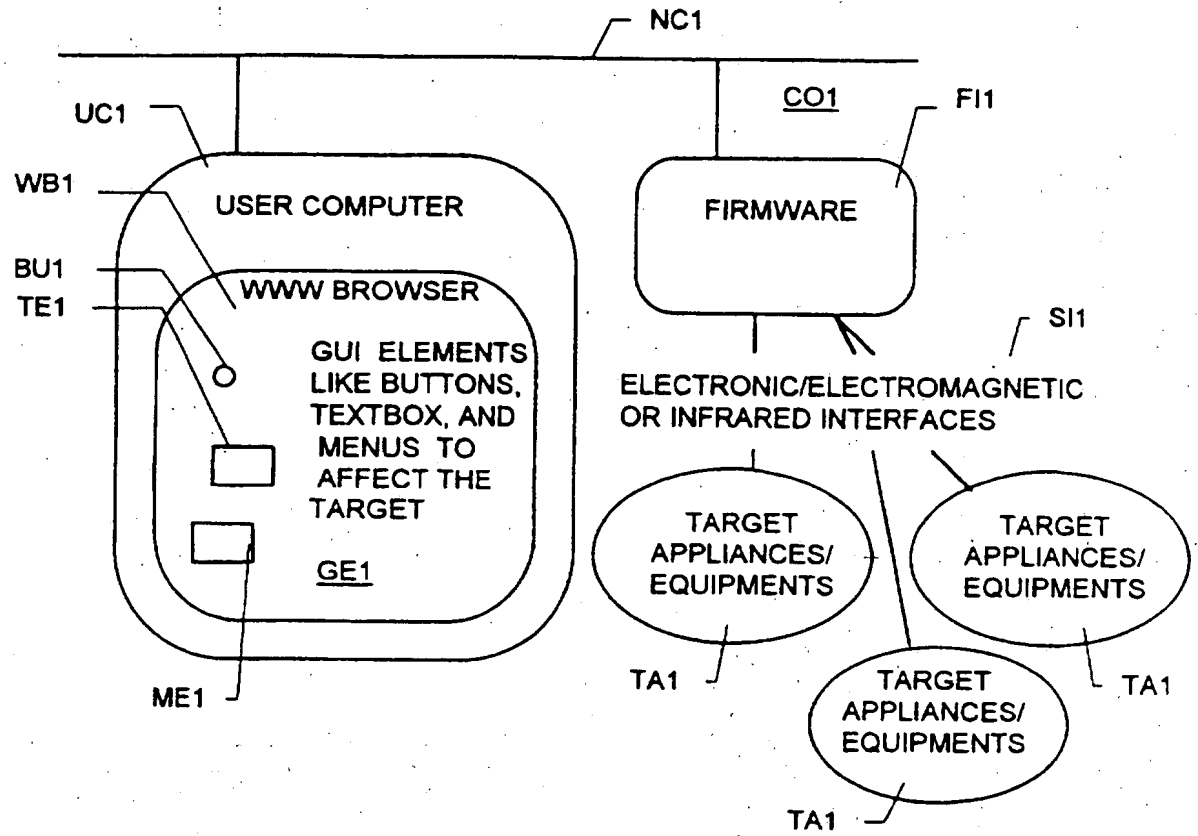 NC1
CO1
FI1
UC1
WB1
USER COMPUTER
FIRMWARE
BU1
TE1
WWW BROWSER
SI1
GUI ELEMENTS
LIKE BUTTONS,
TEXTBOX, AND
MENUS TO
AFFECT THE
TARGET
GE1
ME1
ELECTRONIC/ELECTROMAGNETIC
OR INFRARED INTERFACES
TARGET
APPLIANCES/
EQUIPMENTS
TA1
TARGET
APPLIANCES/
EQUIPMENTS
TA1
TARGET
APPLIANCES/
EQUIPMENTS
TA1